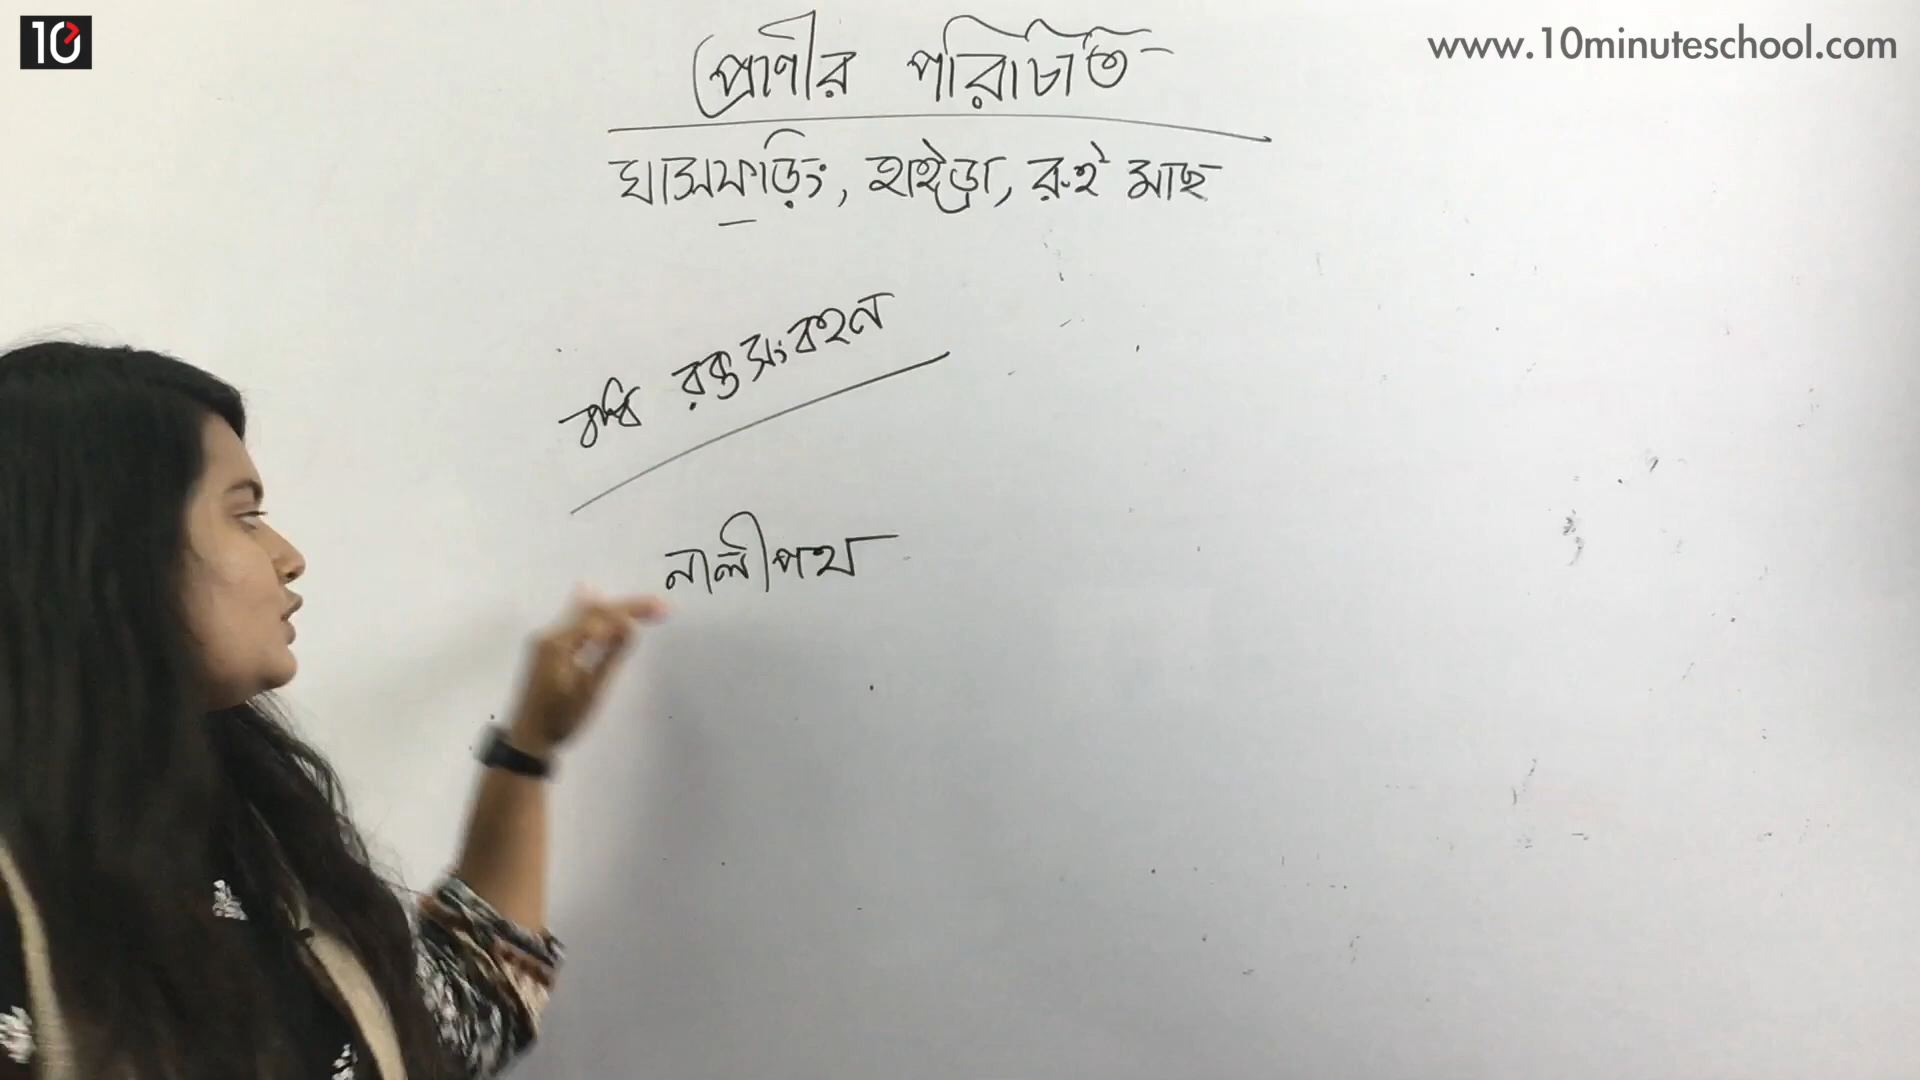 10
www.10minuteschool.com
প্রাণীর পরিচিতি
ঘাসফড়িং, হাইড্রা, রুই মাছ
রক্ত সংবহন
নালীপথ